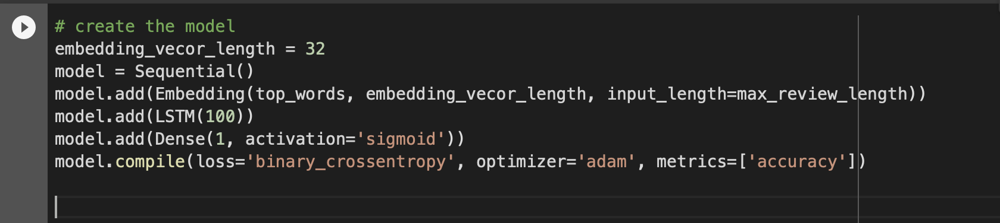 # create the model
embedding_vecor_length = 32
model = Sequential()
model.add(Embedding(top_words, embedding_vecor_length, input_length=max_review_length))
model.add(LSTM(100))
model.add(Dense(1, activation='sigmoid'))
model.compile(loss='binary_crossentropy', optimizer='adam', metrics=['accuracy'])